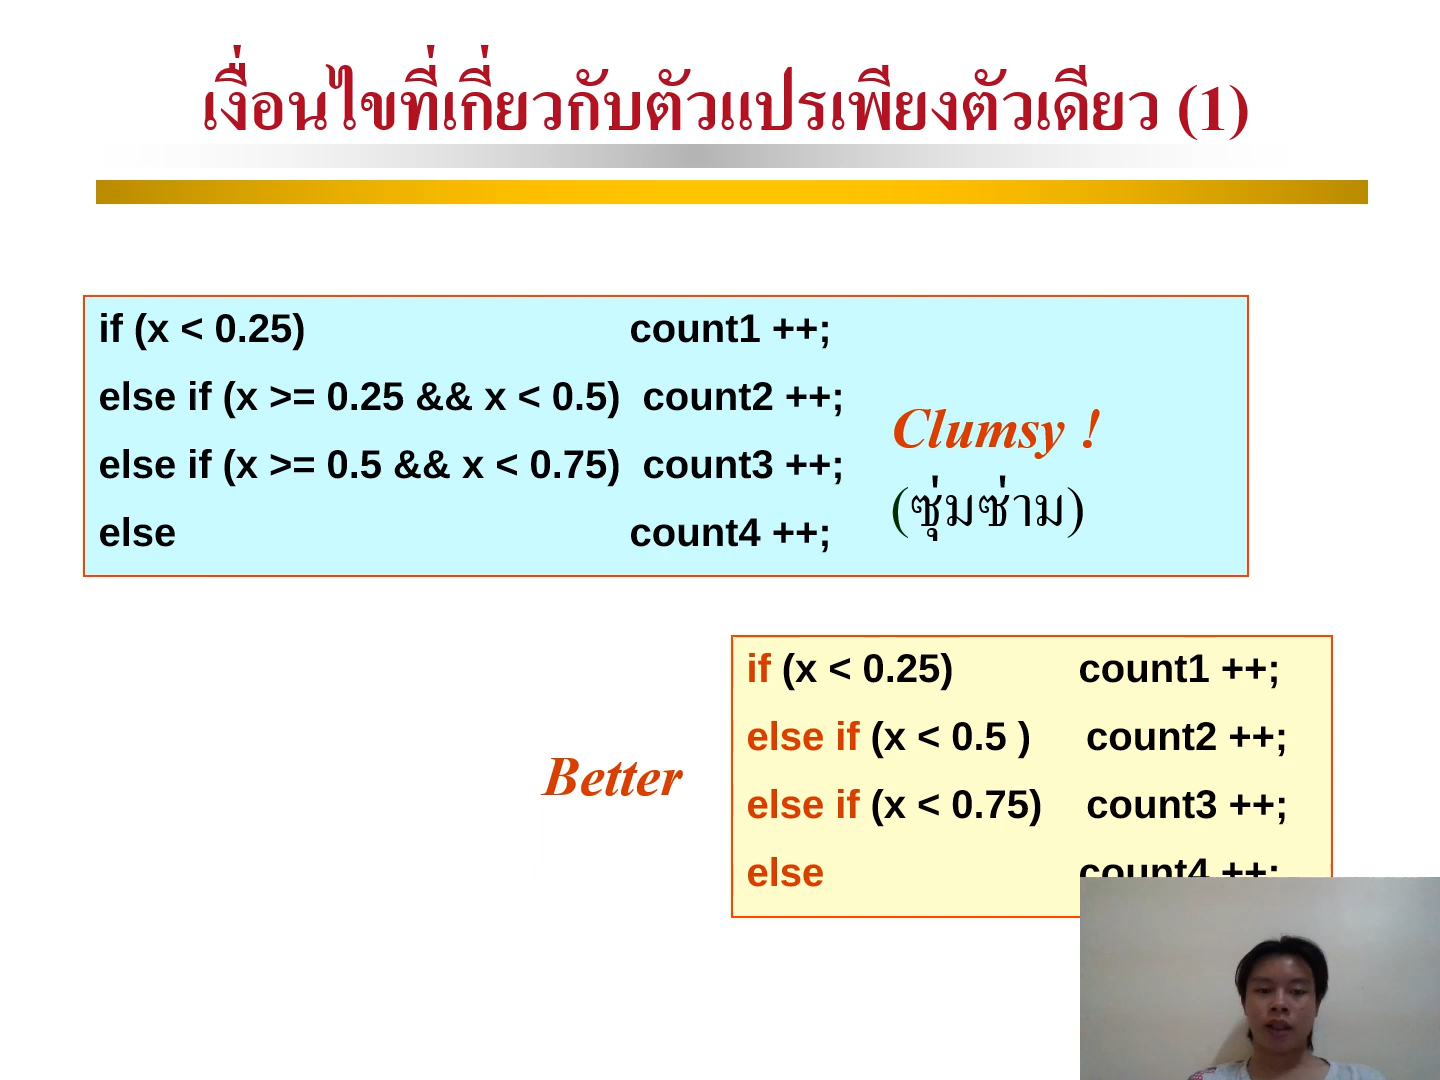 เงื่อนไขที่เกี่ยวกับตัวแปรเพียงตัวเดียว (1)
if (x < 0.25) count1 ++;
else if (x >= 0.25 && x < 0.5) count2 ++;
else if (x >= 0.5 && x < 0.75) count3 ++;
else count4 ++;
Clumsy !
(ซุ่มซ่าม)
Better
if (x < 0.25) count1 ++;
else if (x < 0.5 ) count2 ++;
else if (x < 0.75) count3 ++;
else count4 ++;